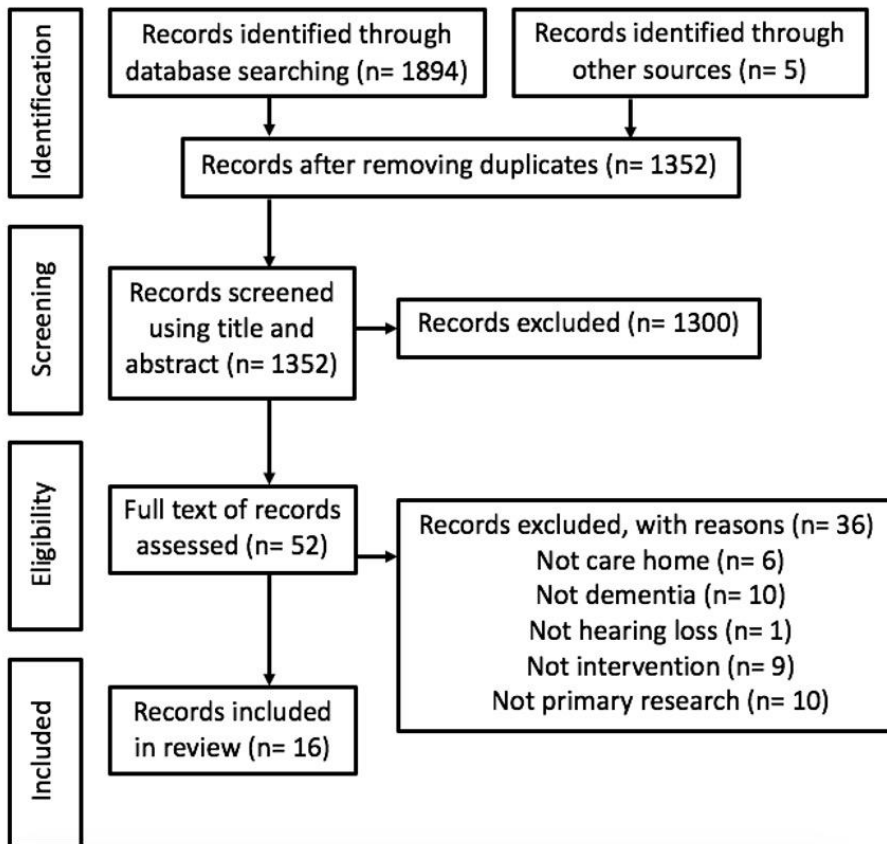 Identification
Records identified through
database searching (n= 1894)
Records identified through
other sources (n= 5)
Records after removing duplicates (n= 1352)
Screening
Records screened
using title and
abstract (n= 1352)
Records excluded (n= 1300)
Eligibility
Full text of records
assessed (n= 52)
Records excluded, with reasons (n= 36)
Not care home (n= 6)
Not dementia (n= 10)
Not hearing loss (n= 1)
Not intervention (n= 9)
Not primary research (n= 10)
Included
Records included
in review (n= 16)